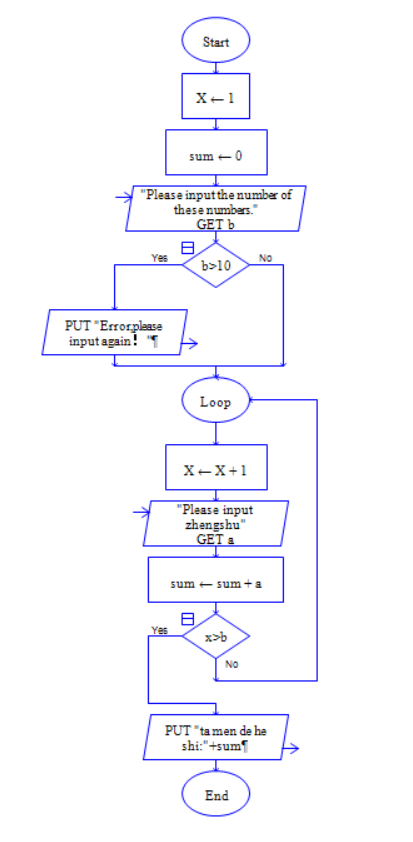 Start
X ← 1
sum ← 0
"Please input the number of
these numbers."
GET b
Yes
b>10
No
PUT "Error,please
input again！ "¶
Loop
X ← X + 1
"Please input
zhengshu"
GET a
sum ← sum + a
Yes
x>b
No
PUT "ta men de he
shi:"+sum¶
End